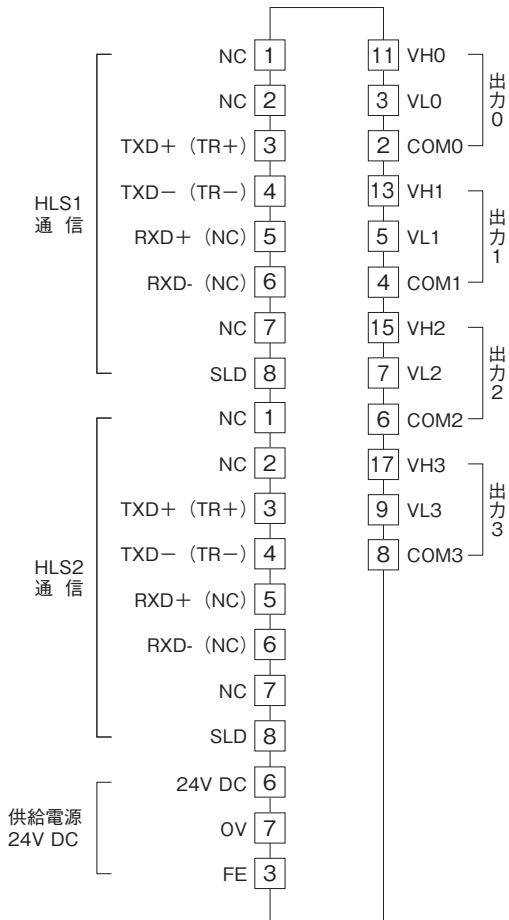 HLS1
通 信
NC 1
NC 2
TXD+ (TR+) 3
TXD− (TR−) 4
RXD+ (NC) 5
RXD- (NC) 6
NC 7
SLD 8
HLS2
通 信
NC 1
NC 2
TXD+ (TR+) 3
TXD− (TR−) 4
RXD+ (NC) 5
RXD- (NC) 6
NC 7
SLD 8
供給電源
24V DC
24V DC 6
0V 7
FE 3
11 VH0
3 VL0
2 COM0
出力0
13 VH1
5 VL1
4 COM1
出力1
15 VH2
7 VL2
6 COM2
出力2
17 VH3
9 VL3
8 COM3
出力3